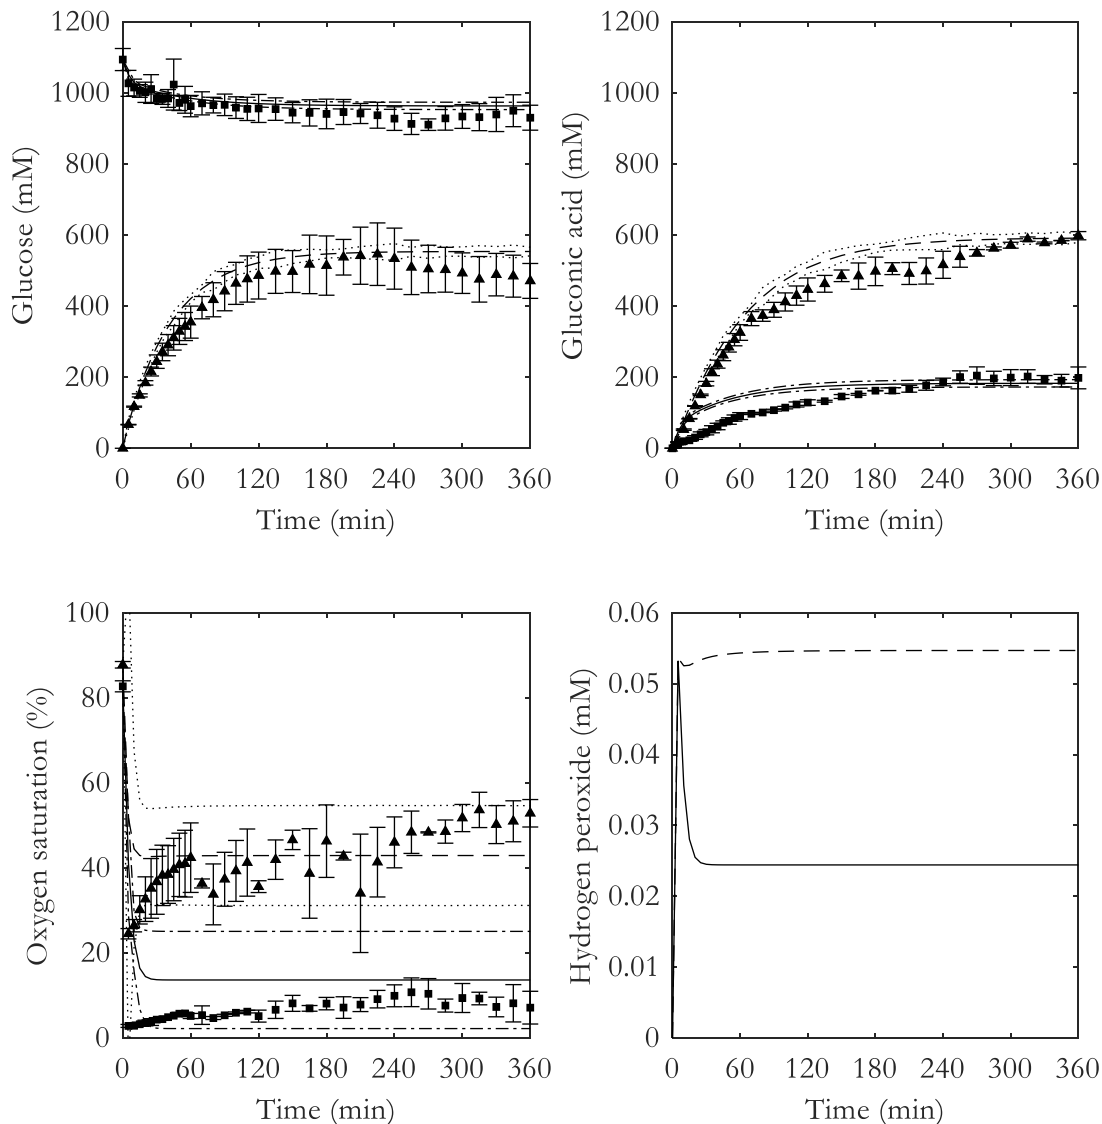 1200
1000
800
600
400
200
0
Glucose (mM)
0 60 120 180 240 300 360
Time (min)
1200
1000
800
600
400
200
0
Gluconic acid (mM)
0 60 120 180 240 300 360
Time (min)
100
80
60
40
20
0
Oxygen saturation (%)
0 60 120 180 240 300 360
Time (min)
0.06
0.05
0.04
0.03
0.02
0.01
0
Hydrogen peroxide (mM)
0 60 120 180 240 300 360
Time (min)